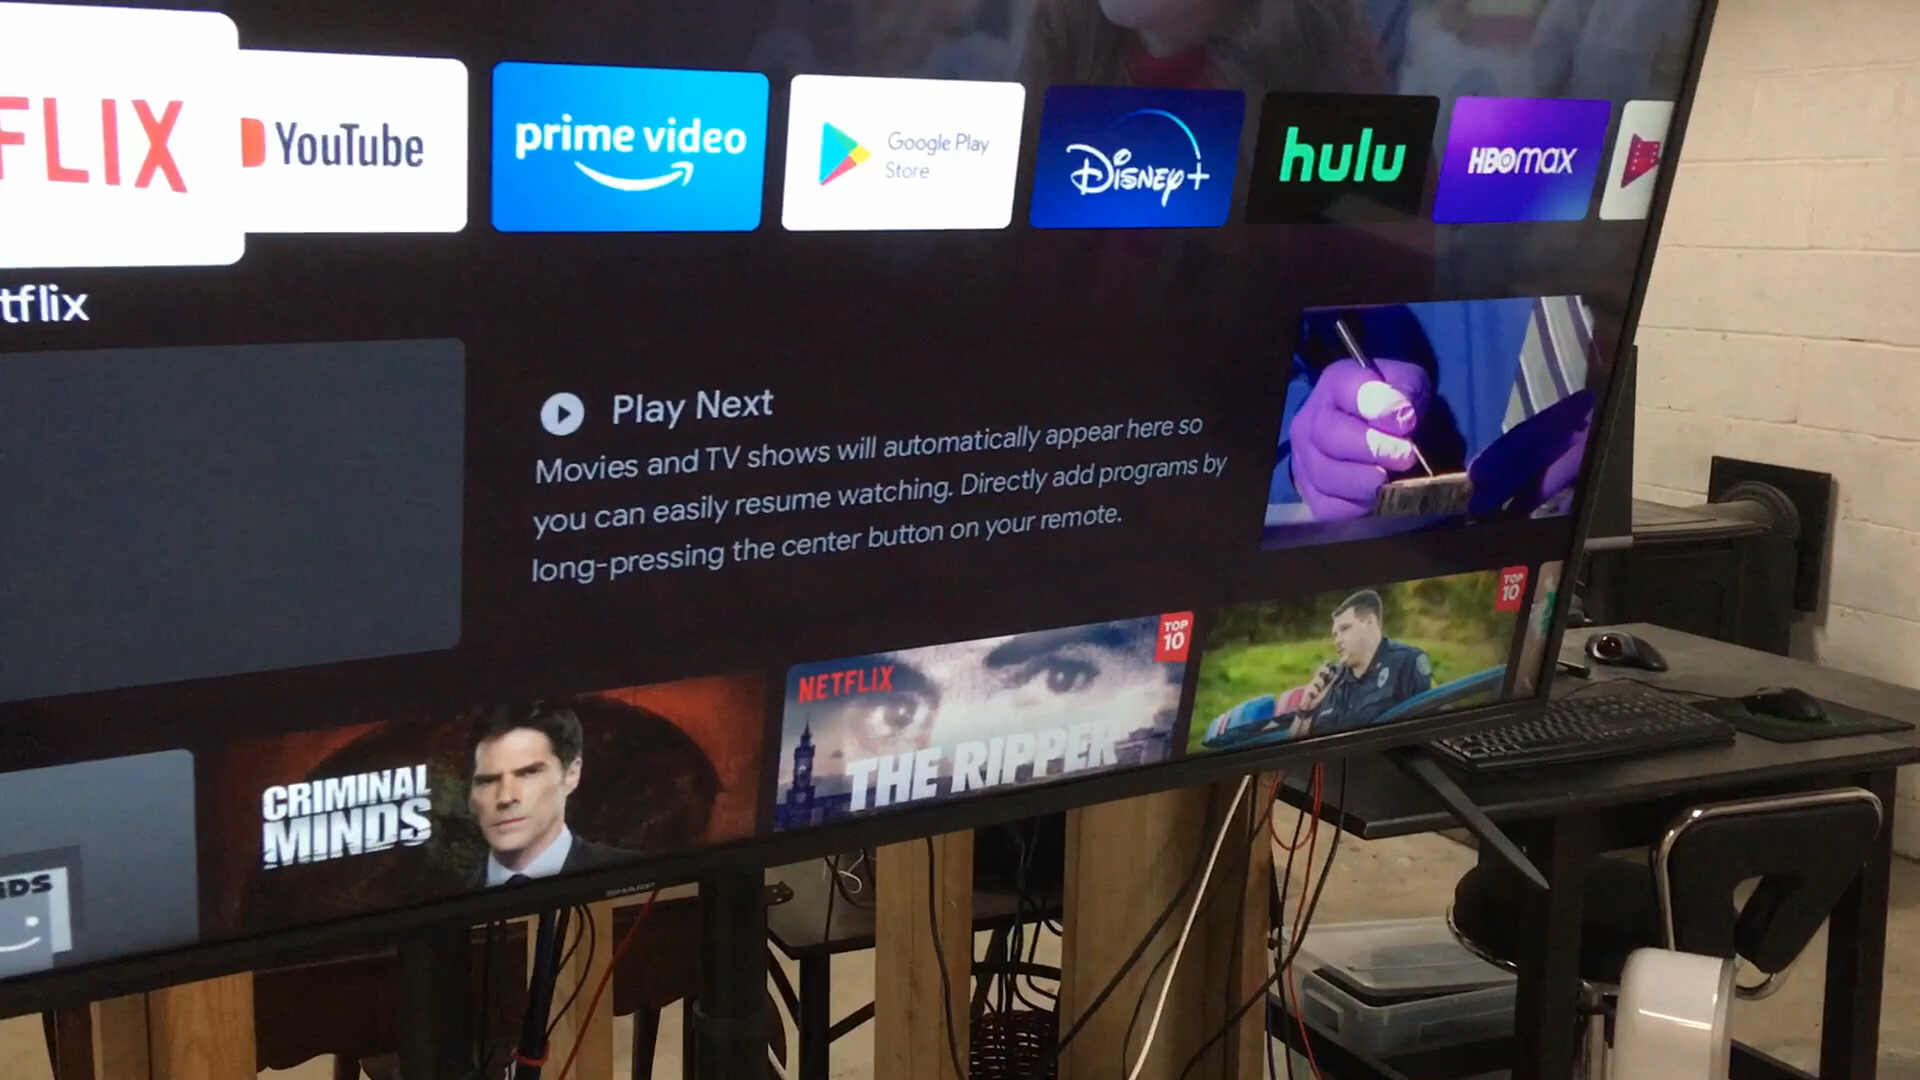 FLIX
YouTube
prime video
Google Play
Store
Disney+
hulu
HBOMAX
tflix
Play Next
Movies and TV shows will automatically appear here so
you can easily resume watching. Directly add programs by
long-pressing the center button on your remote.
TOP
10
NETFLIX
TOP
10
THE RIPPER
CRIMINAL
MINDS
iDS
SHARP